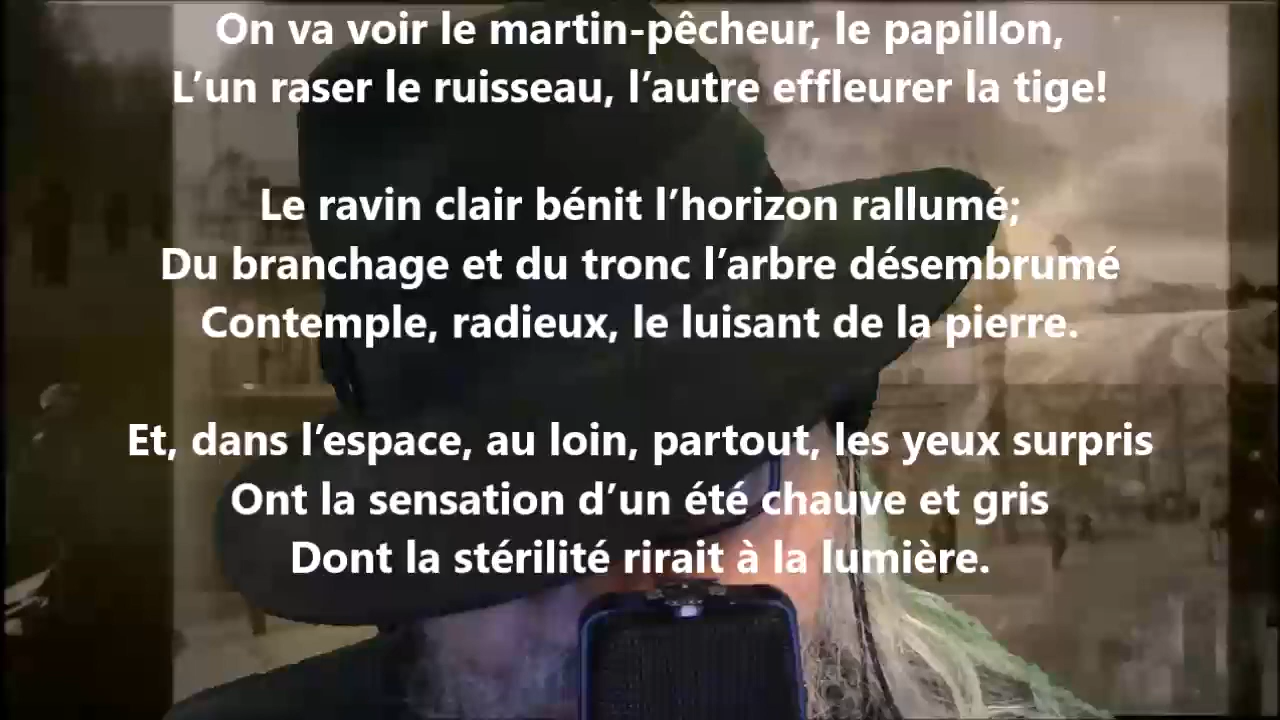 On va voir le martin-pêcheur, le papillon,
L’un raser le ruisseau, l’autre effleurer la tige!
Le ravin clair bénit l’horizon rallumé;
Du branchage et du tronc l’arbre désembrumé
Contemple, radieux, le luisant de la pierre.
Et, dans l’espace, au loin, partout, les yeux surpris
Ont la sensation d’un été chauve et gris
Dont la stérilité rirait à la lumière.